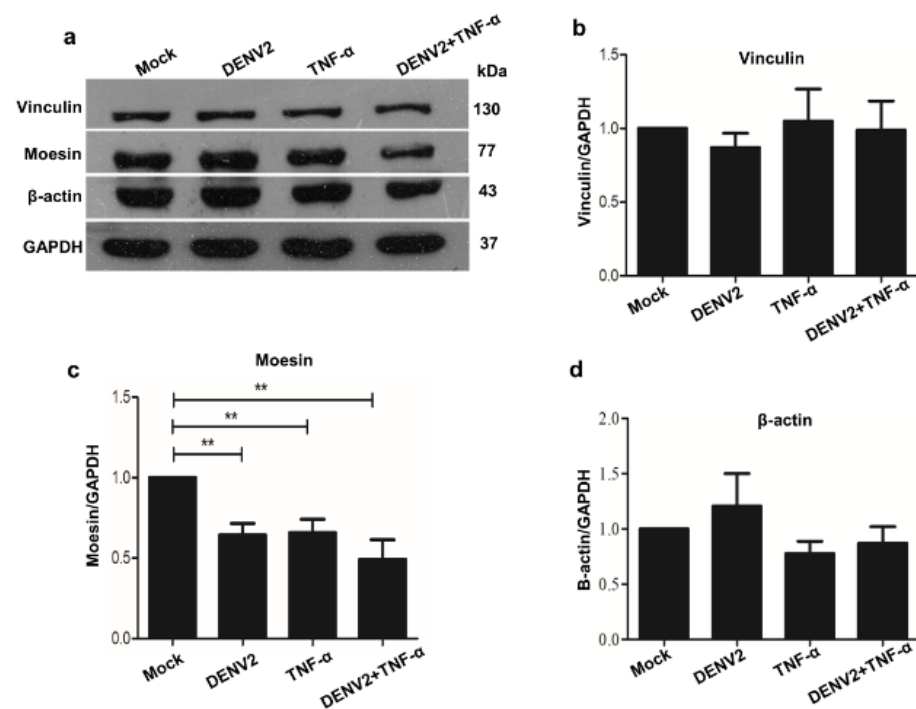 a
Mock DENV2 TNF-α DENV2+TNF-α
kDa
Vinculin 130
Moesin 77
β-actin 43
GAPDH 37
b
Vinculin
Vinculin/GAPDH
1.5
1.0
0.5
0.0
Mock DENV2 TNF-α DENV2+TNF-α
c
Moesin
Moesin/GAPDH
1.5
1.0
0.5
0.0
**
**
**
Mock DENV2 TNF-α DENV2+TNF-α
d
β-actin
B-actin/GAPDH
2.0
1.5
1.0
0.5
0.0
Mock DENV2 TNF-α DENV2+TNF-α